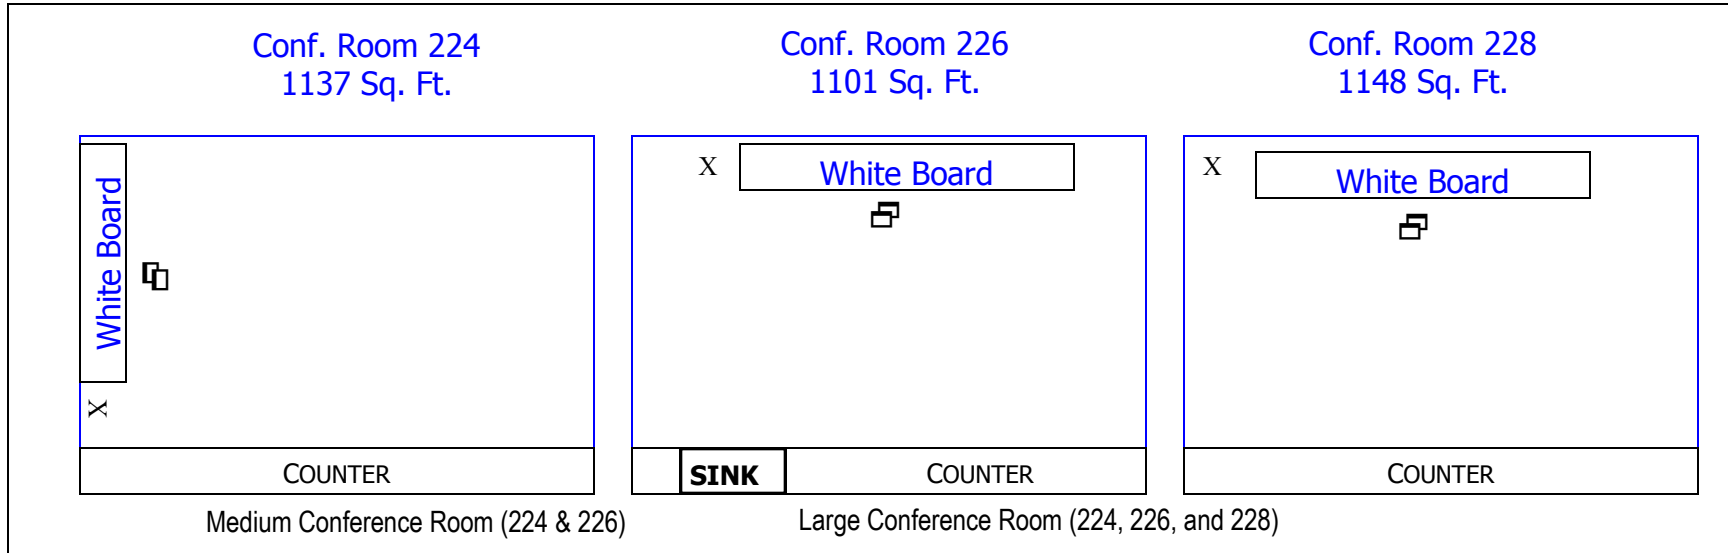 Conf. Room 224
1137 Sq. Ft.
Conf. Room 226
1101 Sq. Ft.
Conf. Room 228
1148 Sq. Ft.
White Board
X
COUNTER
X
White Board
SINK
COUNTER
X
White Board
COUNTER
Medium Conference Room (224 & 226)
Large Conference Room (224, 226, and 228)